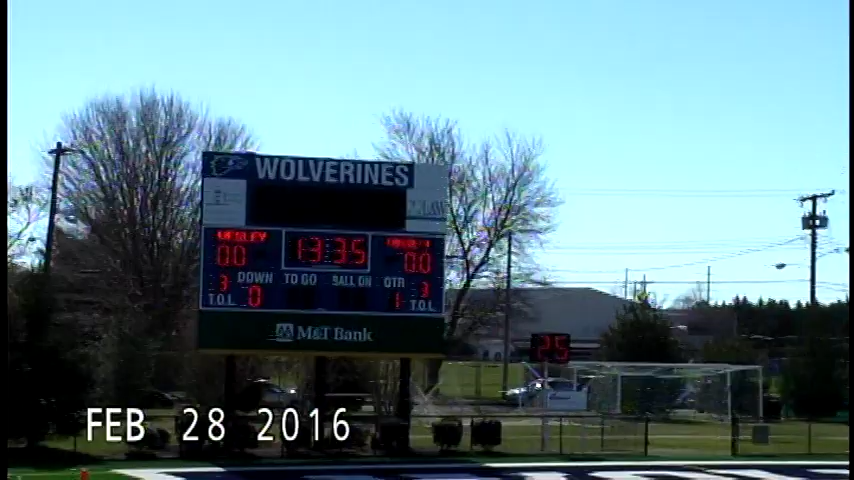 WOLVERINES
WESLEY 13:35
00 00
DOWN TO GO BALL ON QTR
3 3
T.O.L 0 1 T.O.L
M&T Bank
25
FEB 28 2016